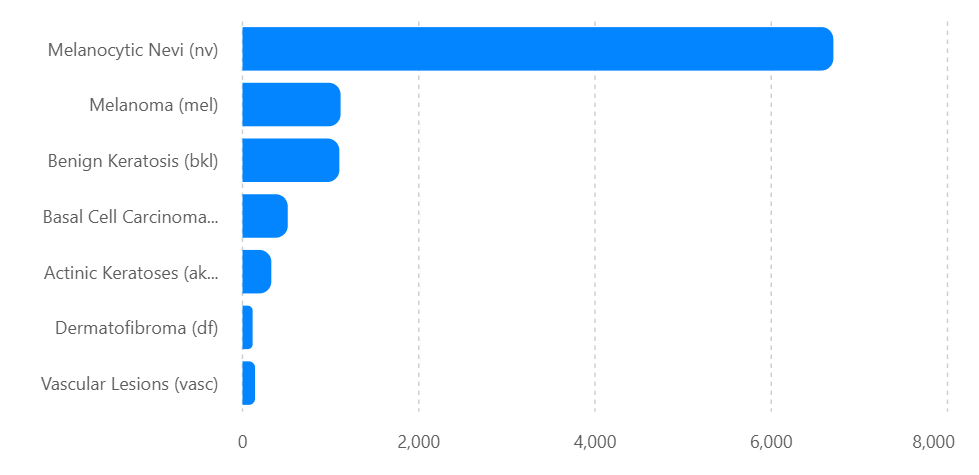 Melanocytic Nevi (nv)
Melanoma (mel)
Benign Keratosis (bkl)
Basal Cell Carcinoma...
Actinic Keratoses (ak...
Dermatofibroma (df)
Vascular Lesions (vasc)
0 2,000 4,000 6,000 8,000